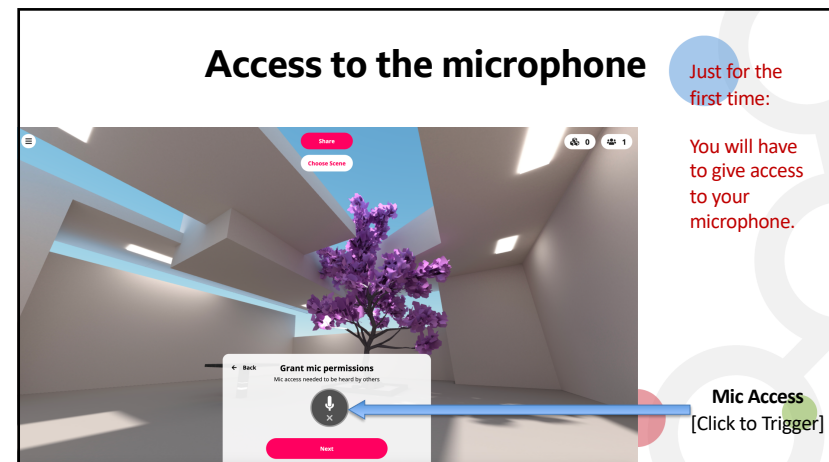 Access to the microphone
Just for the
first time:
You will have
to give access
to your
microphone.
Share
Choose Scene
0
1
← Back
Grant mic permissions
Mic access needed to be heard by others
Next
Mic Access
[Click to Trigger]